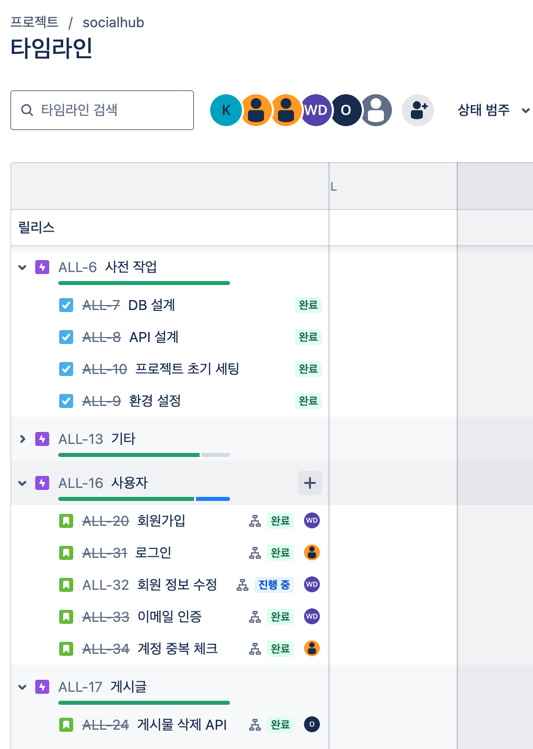 프로젝트 / socialhub
타임라인
타임라인 검색
K WD O
상태 범주
L
릴리스
ALL-6 사전 작업
ALL-7 DB 설계 완료
ALL-8 API 설계 완료
ALL-10 프로젝트 초기 세팅 완료
ALL-9 환경 설정 완료
ALL-13 기타
ALL-16 사용자
ALL-20 회원가입 완료 WD
ALL-31 로그인 완료
ALL-32 회원 정보 수정 진행 중 WD
ALL-33 이메일 인증 완료 WD
ALL-34 계정 중복 체크 완료
ALL-17 게시글
ALL-24 게시물 삭제 API 완료 O